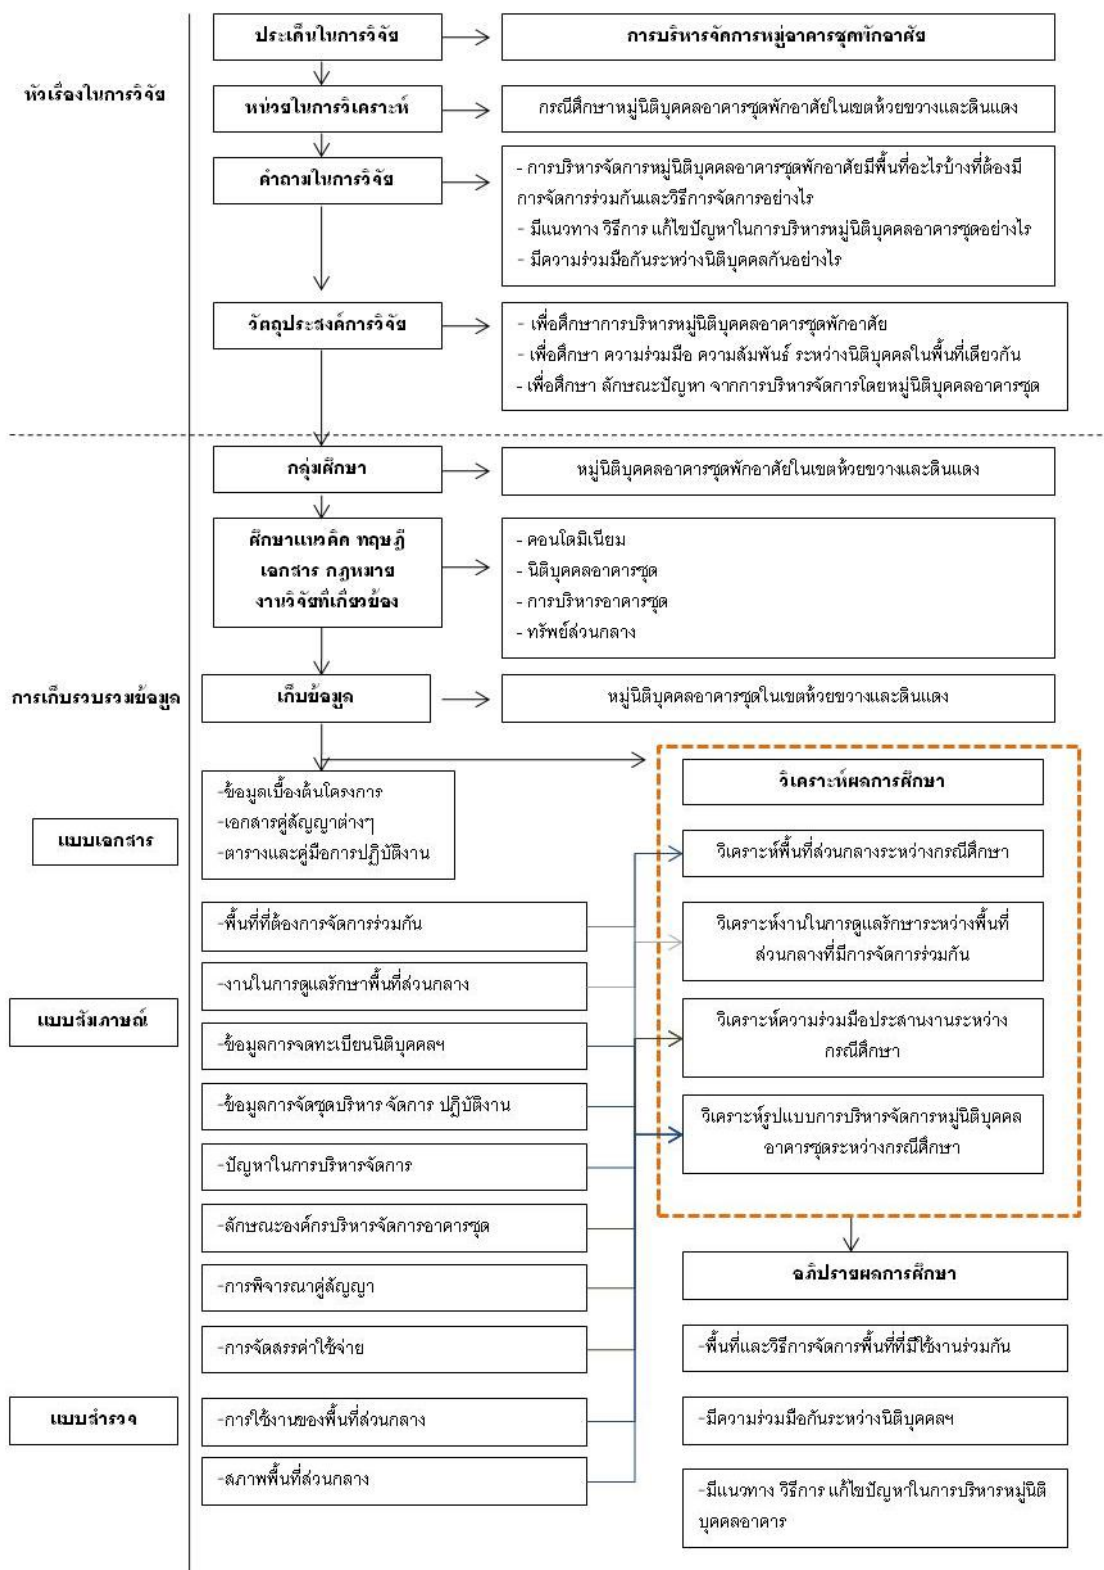 ประเด็นในการวิจัย
การบริหารจัดการหมู่อาคารชุดพักอาศัย
หัวเรื่องในการวิจัย
หน่วยในการวิเคราะห์
กรณีศึกษาหมู่นิติบุคคลอาคารชุดพักอาศัยในเขตห้วยขวางและดินแดง
คำถามในการวิจัย
- การบริหารจัดการหมู่นิติบุคคลอาคารชุดพักอาศัยมีพื้นที่อะไรบ้างที่ต้องมี
การจัดการร่วมกันและวิธีการจัดการอย่างไร
- มีแนวทาง วิธีการ แก้ไขปัญหาในการบริหารหมู่นิติบุคคลอาคารชุดอย่างไร
- มีความร่วมมือกันระหว่างนิติบุคคลกันอย่างไร
วัตถุประสงค์การวิจัย
- เพื่อศึกษาการบริหารหมู่นิติบุคคลอาคารชุดพักอาศัย
- เพื่อศึกษา ความร่วมมือ ความสัมพันธ์ ระหว่างนิติบุคคลในพื้นที่เดียวกัน
- เพื่อศึกษา ลักษณะปัญหา จากการบริหารจัดการโดยหมู่นิติบุคคลอาคารชุด
กลุ่มศึกษา
หมู่นิติบุคคลอาคารชุดพักอาศัยในเขตห้วยขวางและดินแดง
ศึกษาแนวคิด ทฤษฎี
เอกสาร กฎหมาย
งานวิจัยที่เกี่ยวข้อง
- คอนโดมิเนียม
- นิติบุคคลอาคารชุด
- การบริหารอาคารชุด
- ทรัพย์ส่วนกลาง
การเก็บรวบรวมข้อมูล
เก็บข้อมูล
หมู่นิติบุคคลอาคารชุดในเขตห้วยขวางและดินแดง
แบบเอกสาร
-ข้อมูลเบื้องต้นโครงการ
-เอกสารคู่สัญญาต่างๆ
-ตารางและคู่มือการปฏิบัติงาน
แบบสัมภาษณ์
-พื้นที่ที่ต้องการจัดการร่วมกัน
-งานในการดูแลรักษาพื้นที่ส่วนกลาง
-ข้อมูลการจดทะเบียนนิติบุคคลฯ
-ข้อมูลการจัดชุดบริหาร จัดการ ปฏิบัติงาน
-ปัญหาในการบริหารจัดการ
-ลักษณะองค์กรบริหารจัดการอาคารชุด
-การพิจารณาคู่สัญญา
-การจัดสรรค่าใช้จ่าย
แบบสำรวจ
-การใช้งานของพื้นที่ส่วนกลาง
-สภาพพื้นที่ส่วนกลาง
วิเคราะห์ผลการศึกษา
วิเคราะห์พื้นที่ส่วนกลางระหว่างกรณีศึกษา
วิเคราะห์งานในการดูแลรักษาระหว่างพื้นที่
ส่วนกลางที่มีการจัดการร่วมกัน
วิเคราะห์ความร่วมมือประสานงานระหว่าง
กรณีศึกษา
วิเคราะห์รูปแบบการบริหารจัดการหมู่นิติบุคคล
อาคารชุดระหว่างกรณีศึกษา
อภิปรายผลการศึกษา
-พื้นที่และวิธีการจัดการพื้นที่ที่มีใช้งานร่วมกัน
-มีความร่วมมือกันระหว่างนิติบุคคลฯ
-มีแนวทาง วิธีการ แก้ไขปัญหาในการบริหารหมู่นิติ
บุคคลอาคาร